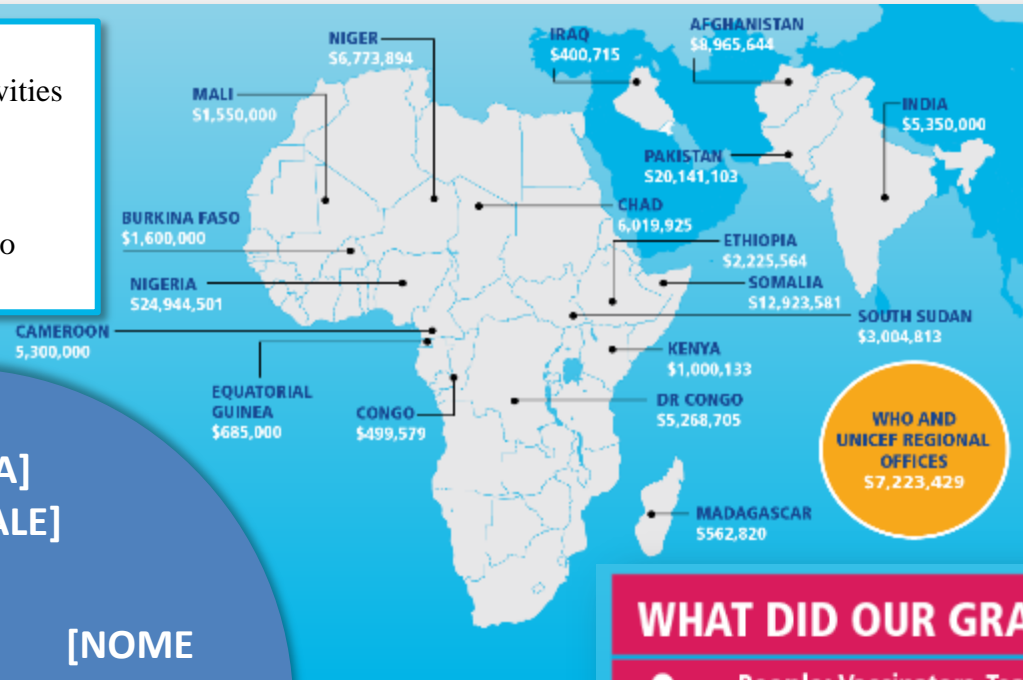 vities
o
NIGER
$6,773,894
MALI
$1,550,000
BURKINA FASO
$1,600,000
NIGERIA
$24,944,501
CAMEROON
5,300,000
EQUATORIAL
GUINEA
$685,000
CONGO
$499,579
IRAQ
$400,715
AFGHANISTAN
$8,965,644
INDIA
$5,350,000
PAKISTAN
$20,141,103
CHAD
6,019,925
ETHIOPIA
$2,225,564
SOMALIA
$12,923,581
SOUTH SUDAN
$3,004,813
KENYA
$1,000,133
DR CONGO
$5,268,705
MADAGASCAR
$562,820
WHO AND
UNICEF REGIONAL
OFFICES
$7,223,429
A]
ALE]
[NOME
WHAT DID OUR GRA
People: Vaccinators, Tea